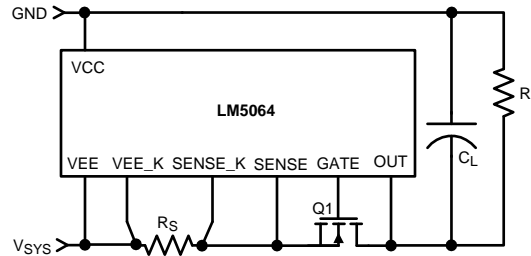 GND
VCC
LM5064
R
VEE VEE_K SENSE_K SENSE GATE OUT
CL
Q1
RS
VSYS